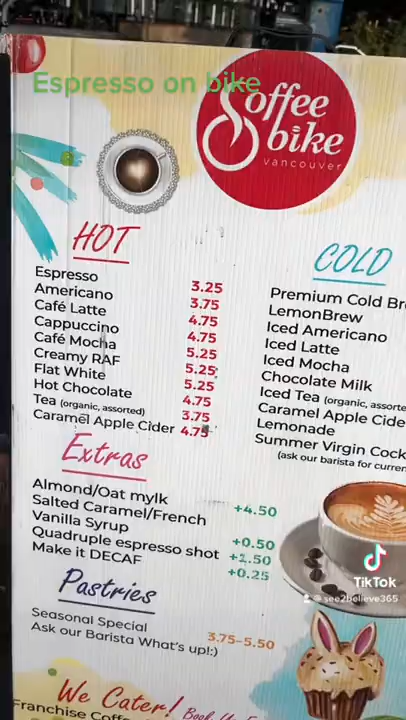 Espresso on bike
Coffee
bike
vancouver
HOT
Espresso 3.25
Americano 3.75
Café Latte 4.75
Cappuccino 4.75
Café Mocha 5.25
Creamy RAF 5.25
Flat White 5.25
Hot Chocolate 4.75
Tea (organic, assorted) 3.75
Caramel Apple Cider 4.75
COLD
Premium Cold Br
LemonBrew
Iced Americano
Iced Latte
Iced Mocha
Chocolate Milk
Iced Tea (organic, assorte
Caramel Apple Cide
Lemonade
Summer Virgin Cock
(ask our barista for curren
Extras
Almond/Oat mylk
Salted Caramel/French +4.50
Vanilla Syrup +0.50
Quadruple espresso shot +1.50
Make it DECAF +0.25
Pastries
Seasonal Special 3.75-5.50
Ask our Barista What's up!:)
We Cater!
Franchise Coff
TikTok
@see2believe365